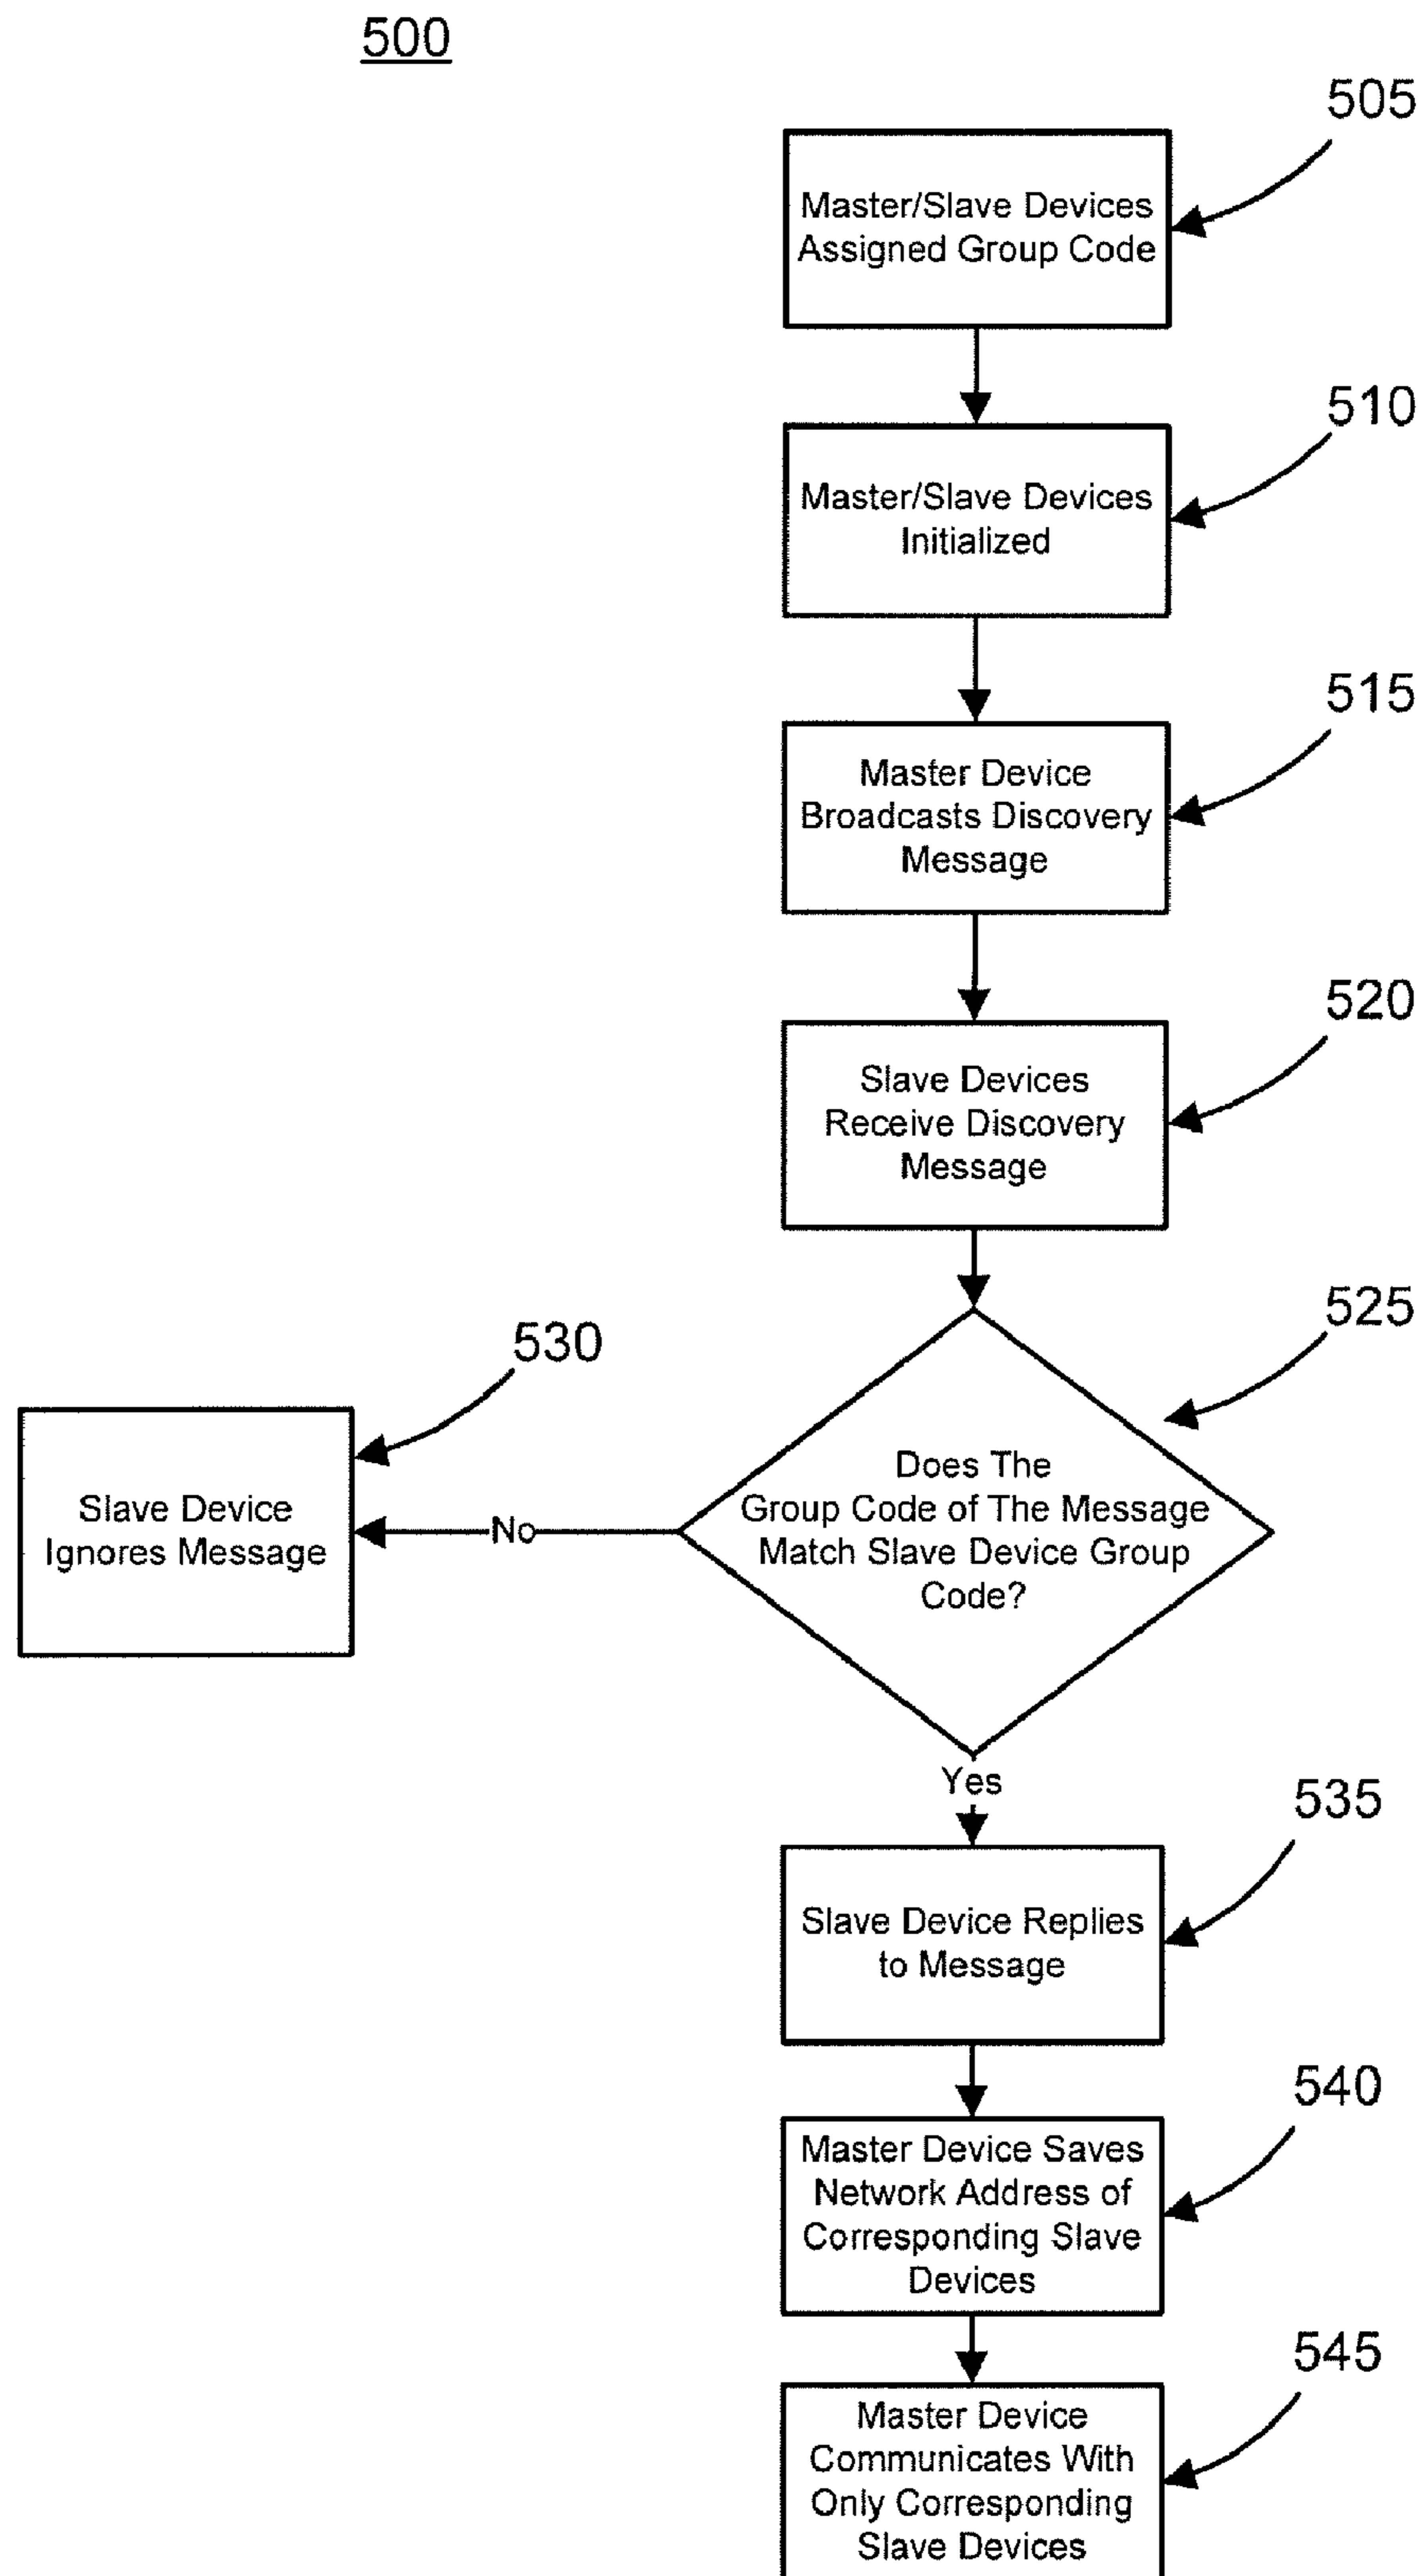 500
505
Master/Slave Devices
Assigned Group Code
510
Master/Slave Devices
Initialized
515
Master Device
Broadcasts Discovery
Message
520
Slave Devices
Receive Discovery
Message
525
Does The
Group Code of The Message
Match Slave Device Group
Code?
530
Slave Device
Ignores Message
No
Yes
535
Slave Device Replies
to Message
540
Master Device Saves
Network Address of
Corresponding Slave
Devices
545
Master Device
Communicates With
Only Corresponding
Slave Devices